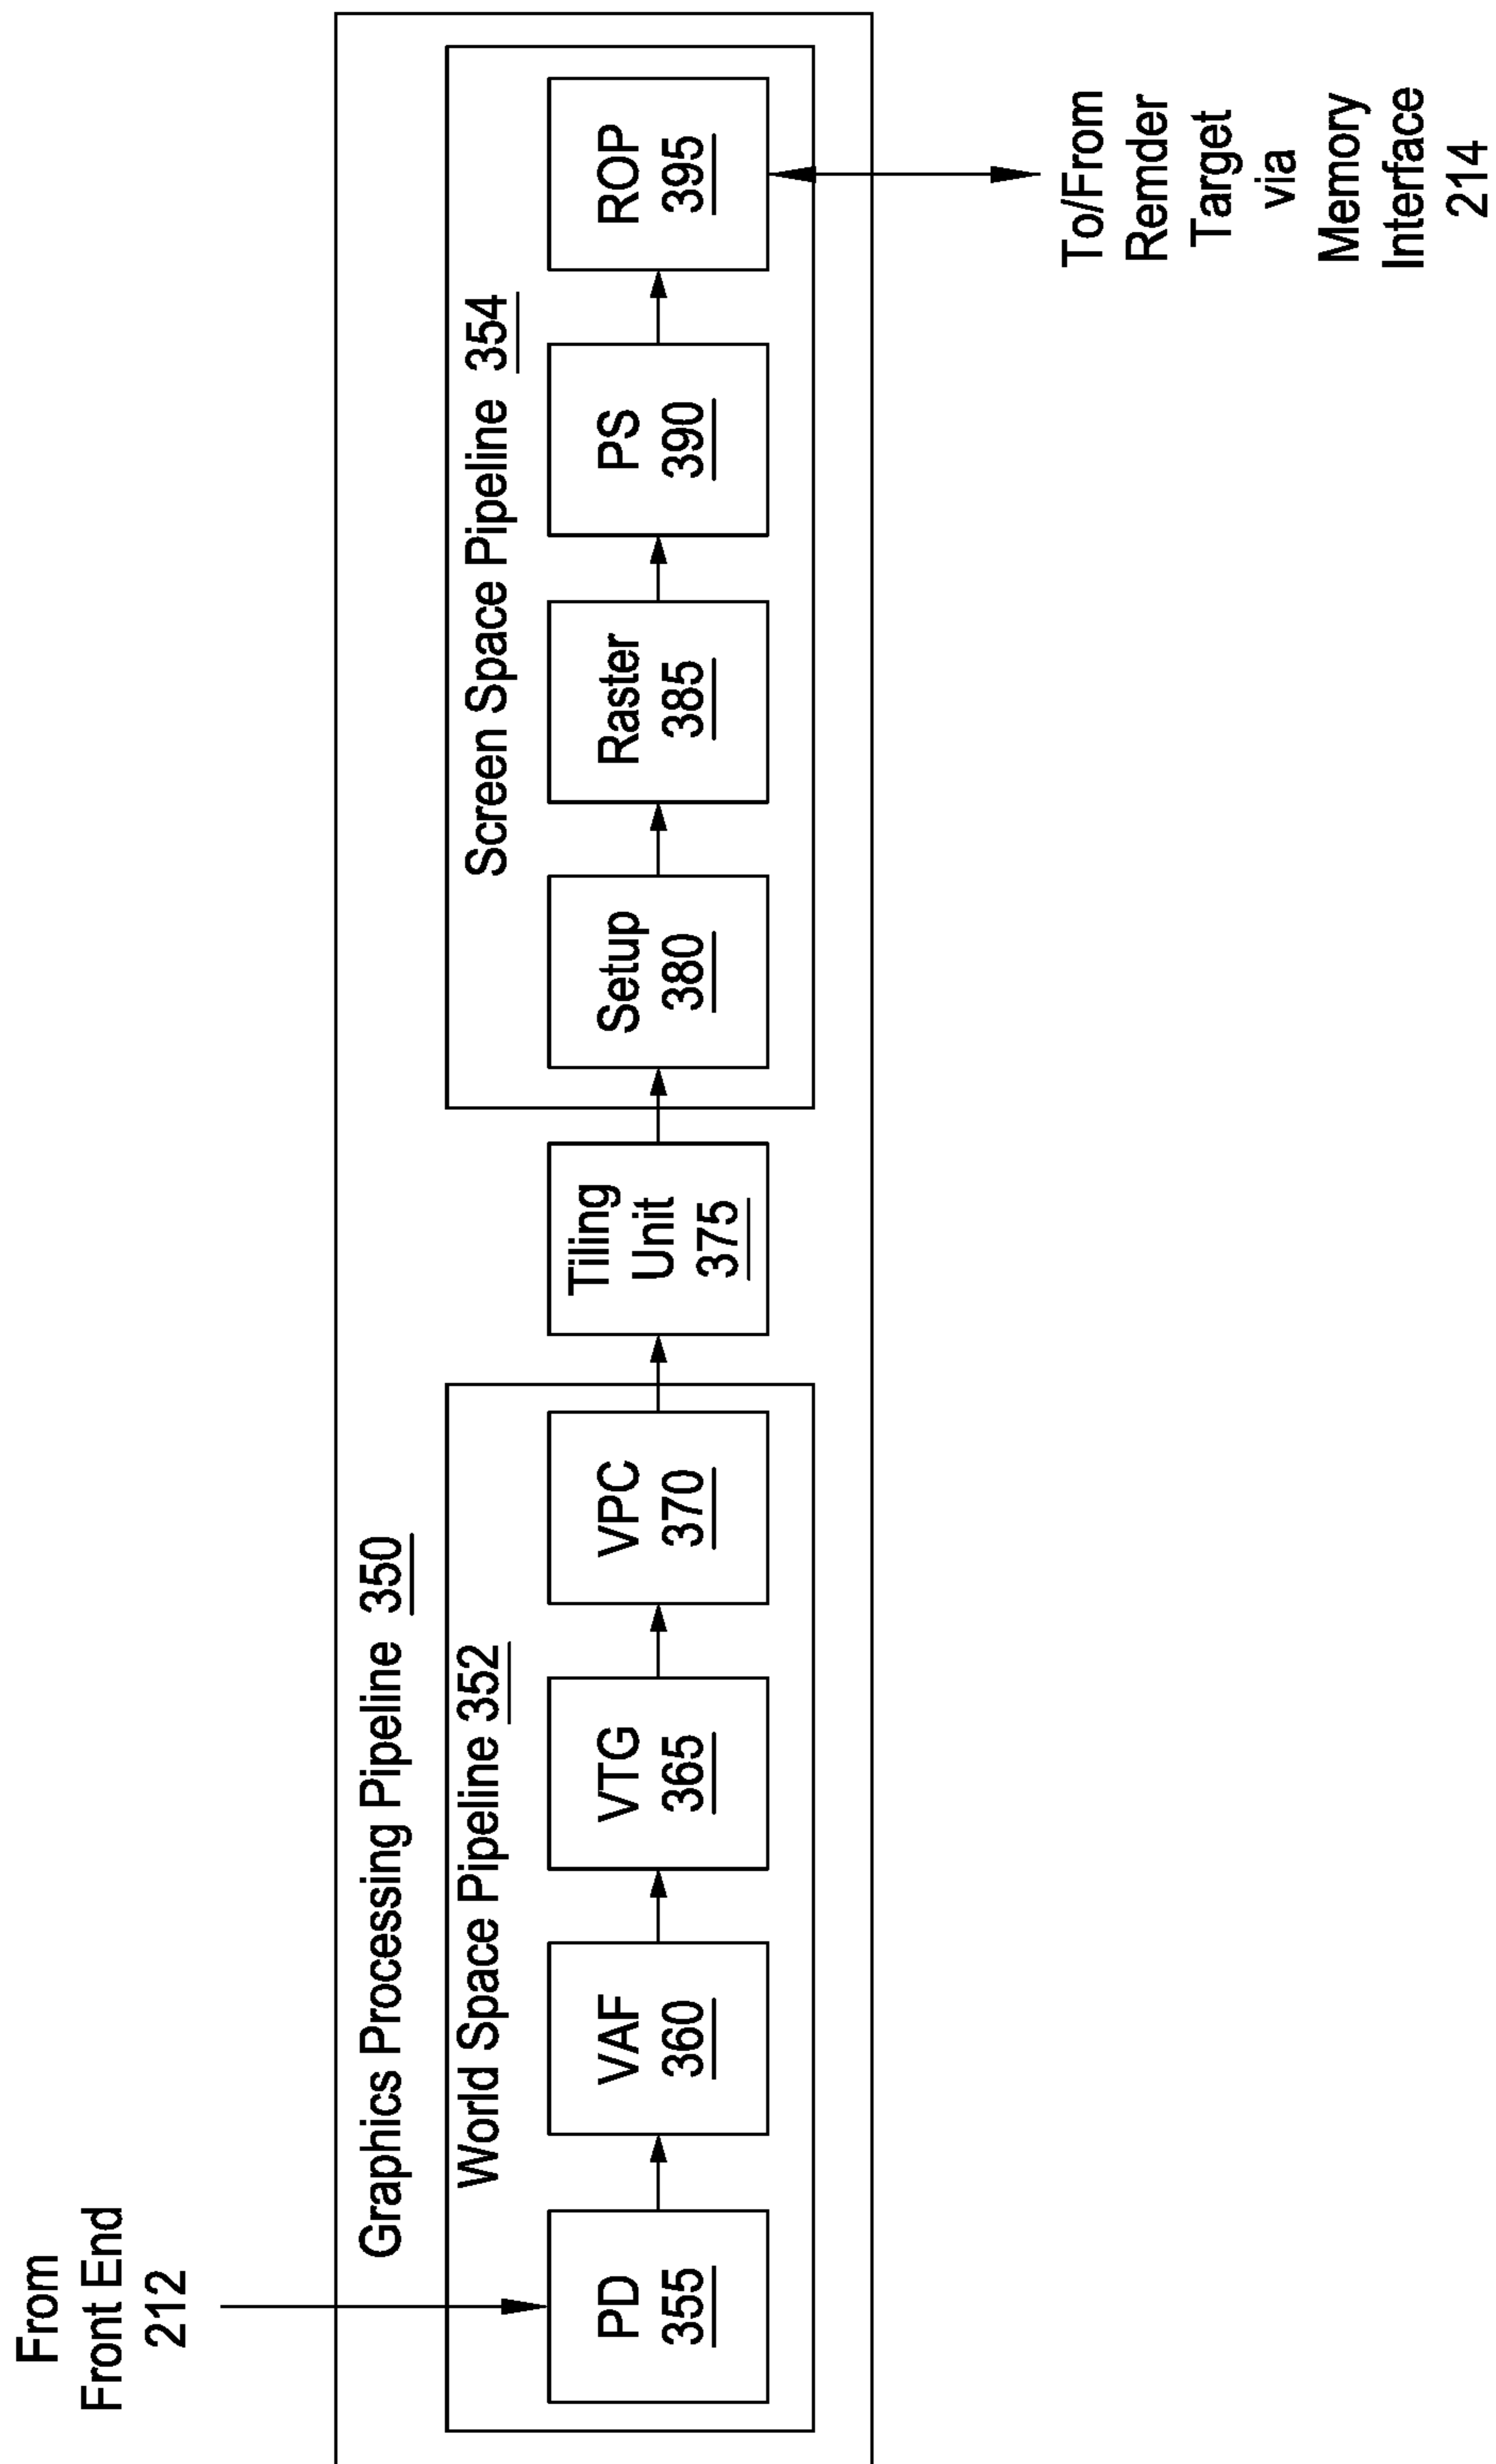 From
Front End
212
Graphics Processing Pipeline 350
World Space Pipeline 352
PD
355
VAF
360
VTG
365
VPC
370
Tiling
Unit
375
Screen Space Pipeline 354
Setup
380
Raster
385
PS
390
ROP
395
To/From
Remder
Target
via
Memory
Interface
214